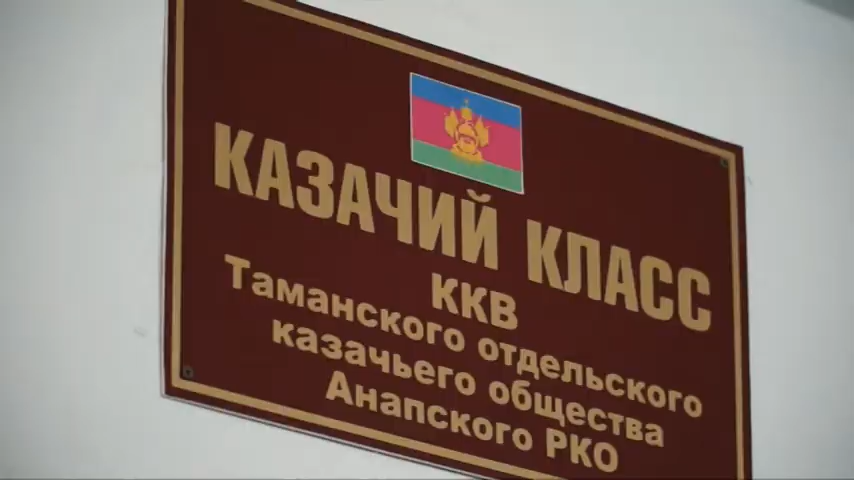 КАЗАЧИЙ КЛАСС
ККВ
Таманского отдельского
казачьего общества
Анапского РКО